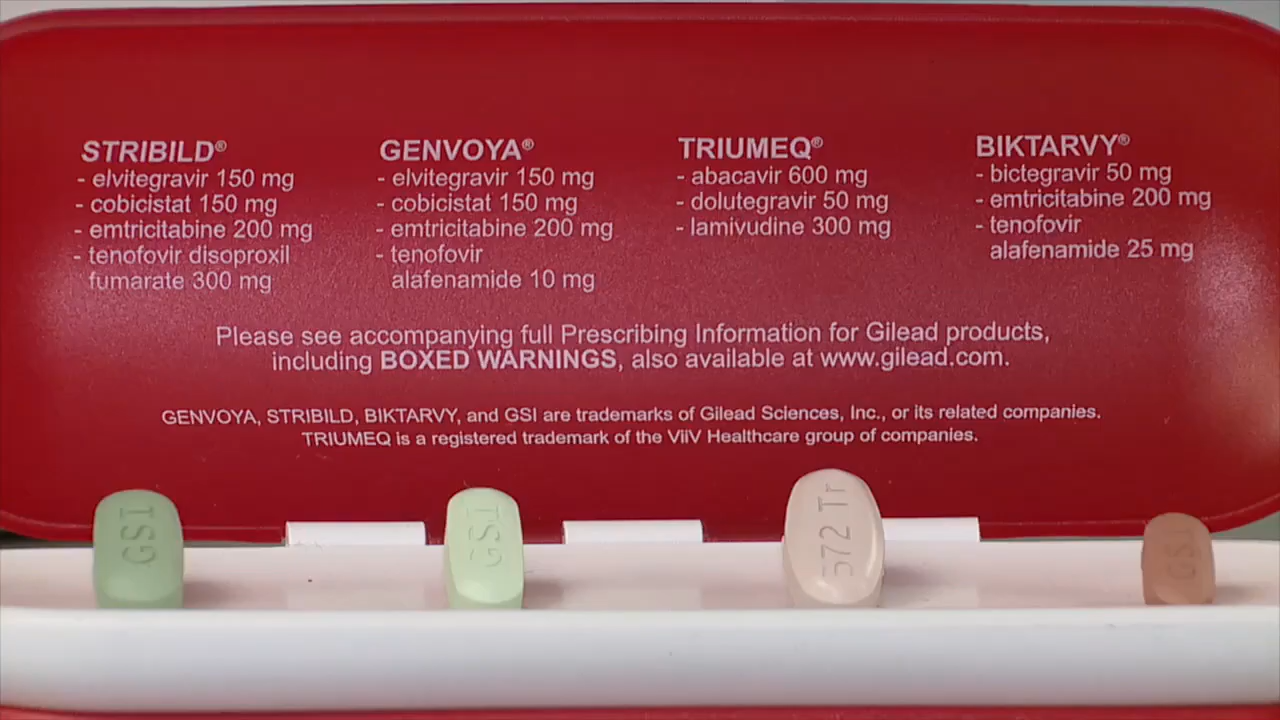 STRIBILD®
- elvitegravir 150 mg
- cobicistat 150 mg
- emtricitabine 200 mg
- tenofovir disoproxil
fumarate 300 mg
GENVOYA®
- elvitegravir 150 mg
- cobicistat 150 mg
- emtricitabine 200 mg
- tenofovir
alafenamide 10 mg
TRIUMEQ®
- abacavir 600 mg
- dolutegravir 50 mg
- lamivudine 300 mg
BIKTARVY®
- bictegravir 50 mg
- emtricitabine 200 mg
- tenofovir
alafenamide 25 mg
Please see accompanying full Prescribing Information for Gilead products,
including BOXED WARNINGS, also available at www.gilead.com.
GENVOYA, STRIBILD, BIKTARVY, and GSI are trademarks of Gilead Sciences, Inc., or its related companies.
TRIUMEQ is a registered trademark of the ViiV Healthcare group of companies.
GSI
GSI
572 Tr
GSI